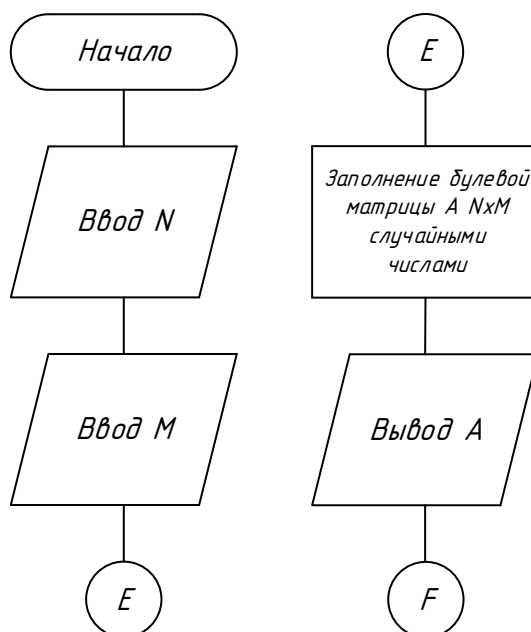 Начало
Ввод N
Ввод M
E
E
Заполнение булевой
матрицы A NxM
случайными
числами
Вывод A
F